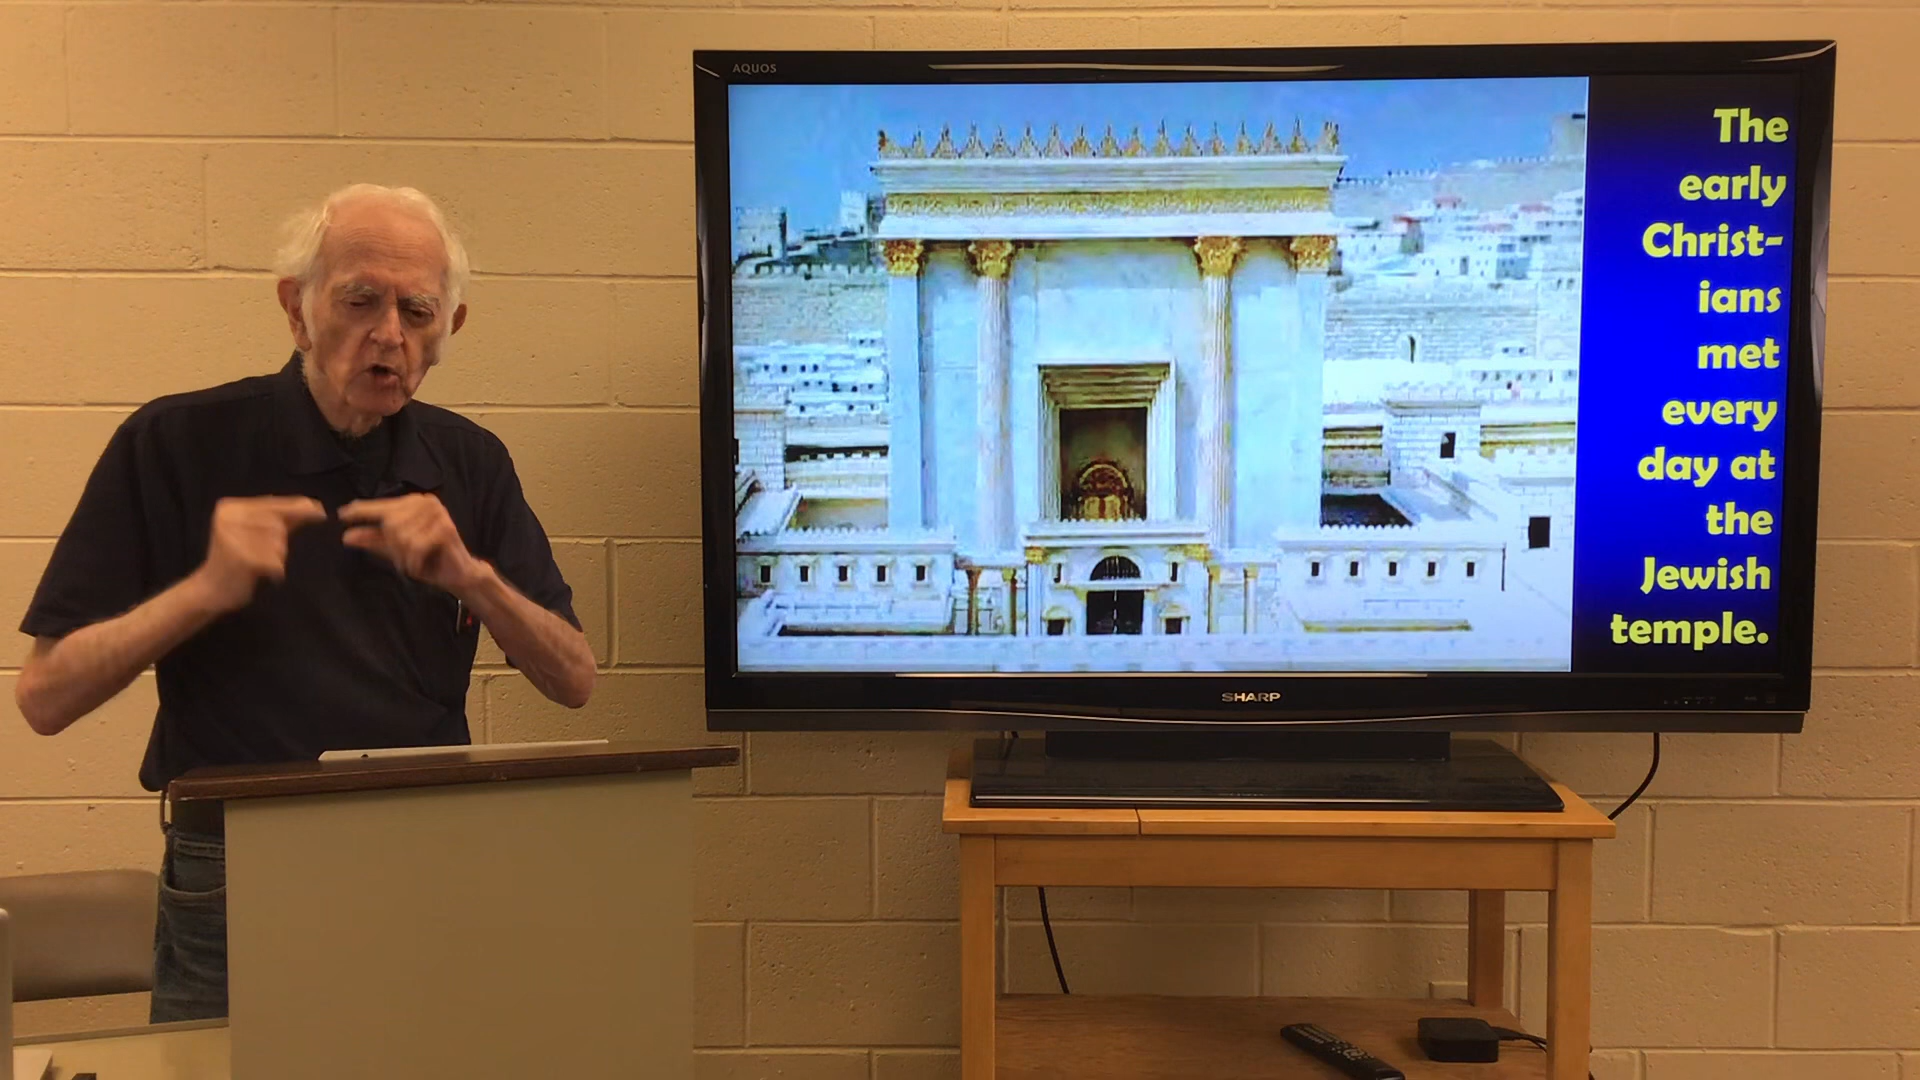 AQUOS
The
early
Christ-
ians
met
every
day at
the
Jewish
temple.
SHARP